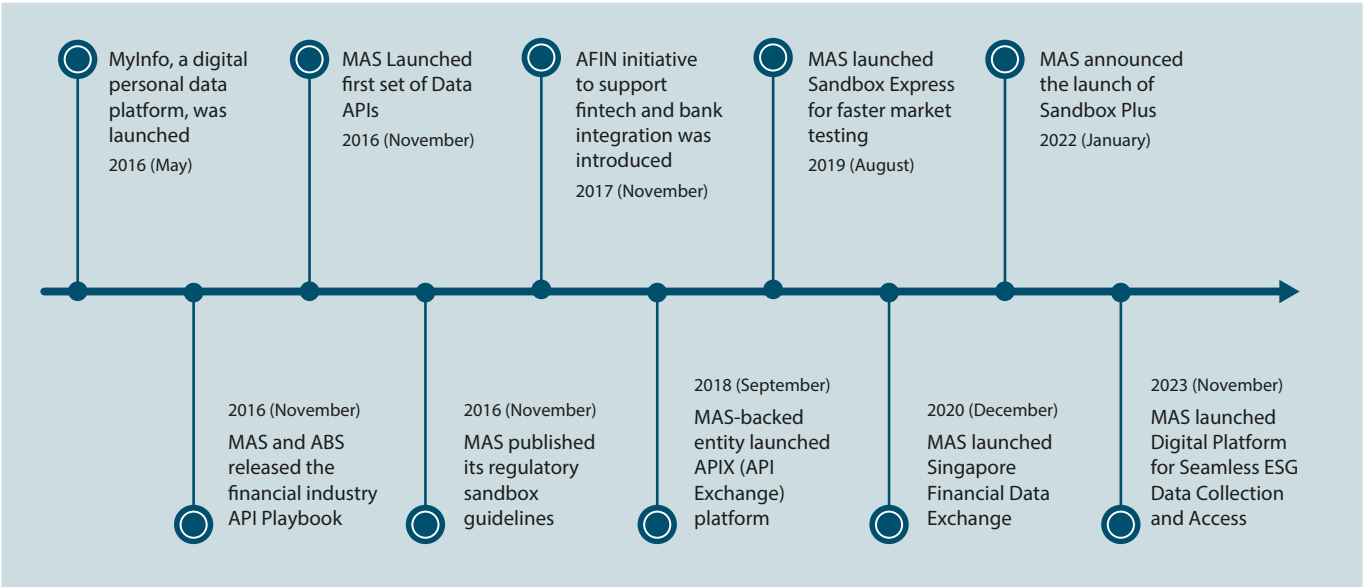 MyInfo, a digital
personal data
platform, was
launched
2016 (May)
MAS Launched
first set of Data
APIs
2016 (November)
AFIN initiative
to support
fintech and bank
integration was
introduced
2017 (November)
MAS launched
Sandbox Express
for faster market
testing
2019 (August)
MAS announced
the launch of
Sandbox Plus
2022 (January)
2016 (November)
MAS and ABS
released the
financial industry
API Playbook
2016 (November)
MAS published
its regulatory
sandbox
guidelines
2018 (September)
MAS-backed
entity launched
APIX (API
Exchange)
platform
2020 (December)
MAS launched
Singapore
Financial Data
Exchange
2023 (November)
MAS launched
Digital Platform
for Seamless ESG
Data Collection
and Access